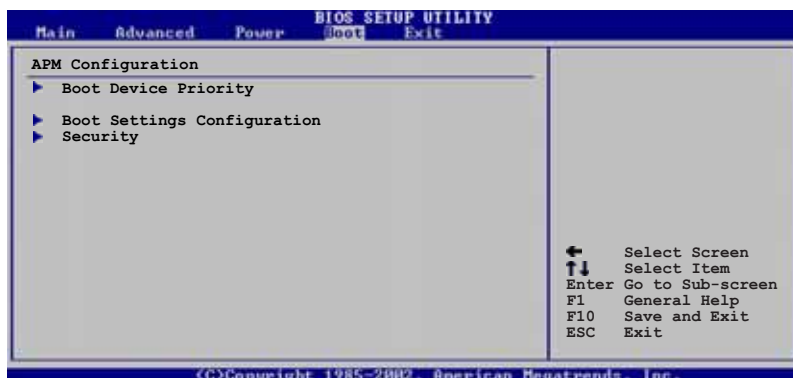 BIOS SETUP UTILITY
Main Advanced Power Boot Exit
APM Configuration
Boot Device Priority
Boot Settings Configuration
Security
Select Screen
Select Item
Enter Go to Sub-screen
F1 General Help
F10 Save and Exit
ESC Exit
(C)Copyright 1985-2002, American Megatrends, Inc.